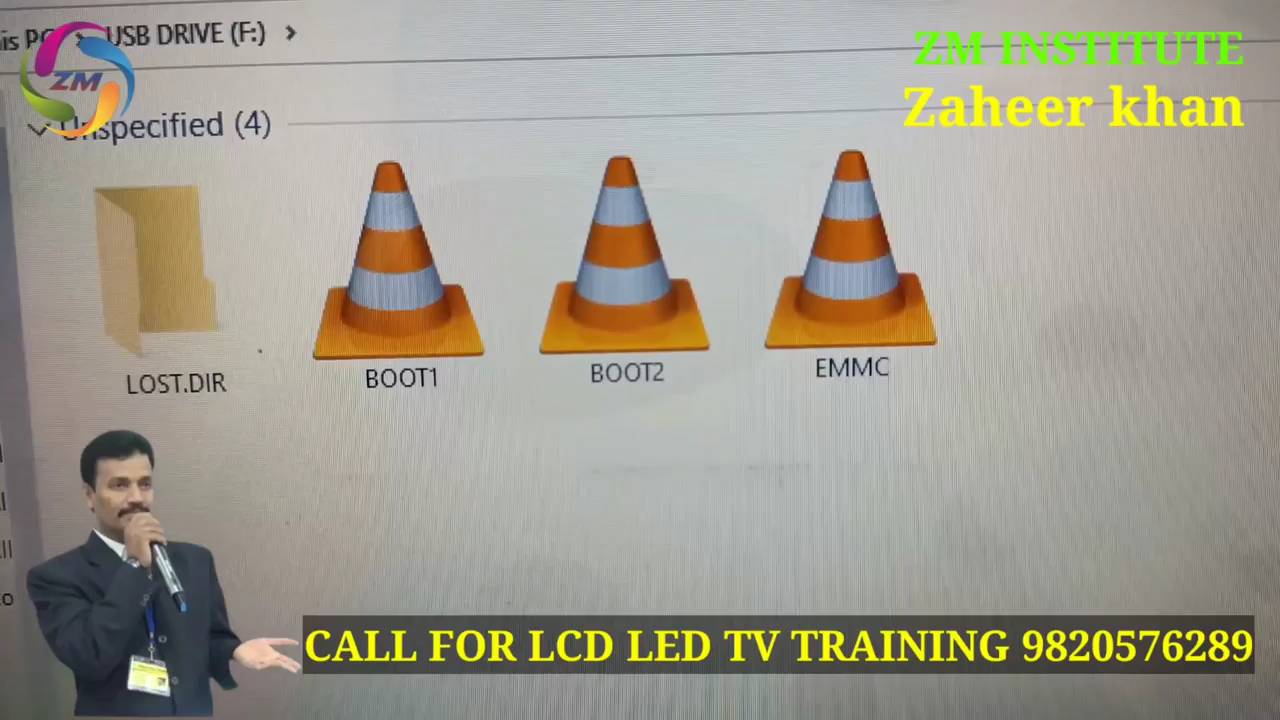 USB DRIVE (F:) >
ZM
ZM INSTITUTE
Zaheer khan
Unspecified (4)
LOST.DIR
BOOT1
BOOT2
EMMC
CALL FOR LCD LED TV TRAINING 9820576289